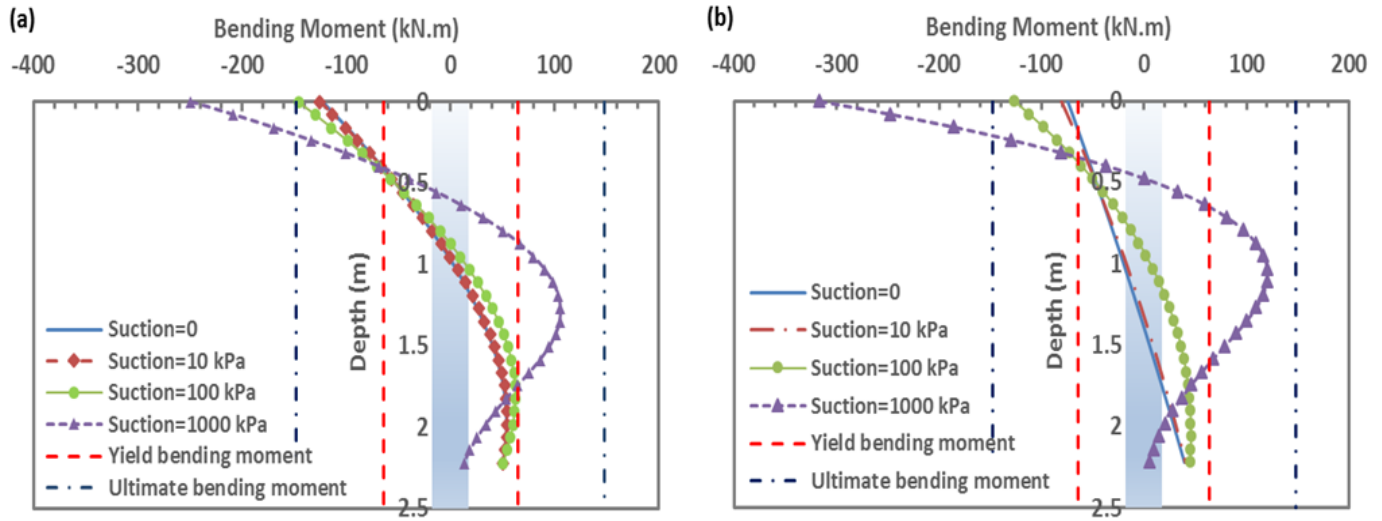 (a)
Bending Moment (kN.m)
-400 -300 -200 -100 0 100 200
0
0.5
1
1.5
2
2.5
Depth (m)
Suction=0
Suction=10 kPa
Suction=100 kPa
Suction=1000 kPa
Yield bending moment
Ultimate bending moment
(b)
Bending Moment (kN.m)
-400 -300 -200 -100 0 100 200
0
0.5
1
1.5
2
2.5
Depth (m)
Suction=0
Suction=10 kPa
Suction=100 kPa
Suction=1000 kPa
Yield bending moment
Ultimate bending moment